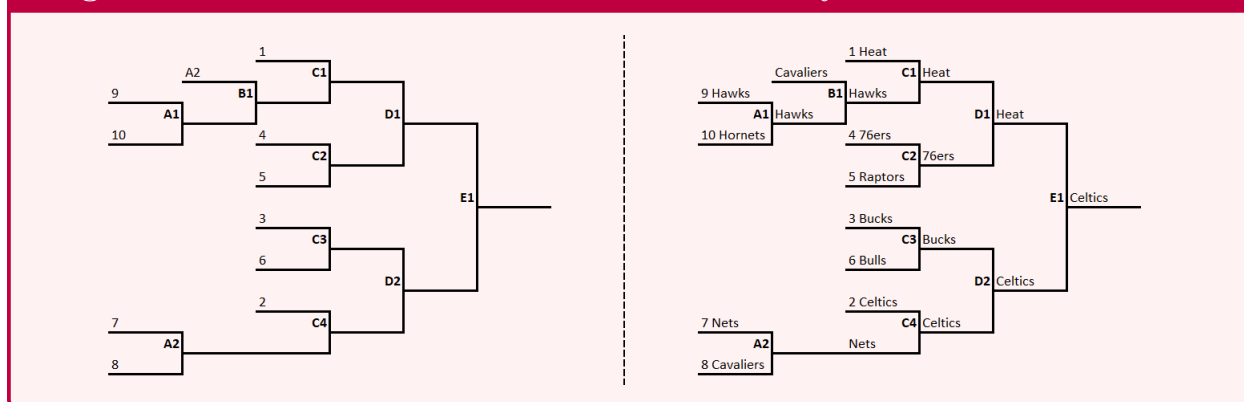 1
A2
C1
9
B1
A1
D1
10
4
C2
5
E1
3
C3
6
D2
2
7
C4
A2
8
1 Heat
Cavaliers
C1 Heat
9 Hawks
B1 Hawks
A1 Hawks
D1 Heat
10 Hornets
4 76ers
C2 76ers
5 Raptors
E1 Celtics
3 Bucks
C3 Bucks
6 Bulls
D2 Celtics
2 Celtics
7 Nets
C4 Celtics
A2
Nets
8 Cavaliers